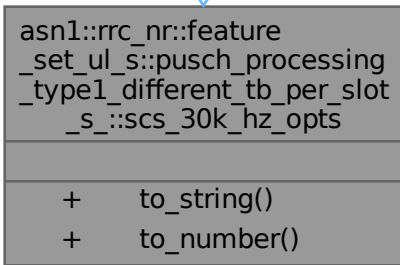 asn1::rrc_nr::feature
_set_ul_s::pusch_processing
_type1_different_tb_per_slot
_s_::scs_30k_hz_opts
+ to_string()
+ to_number()